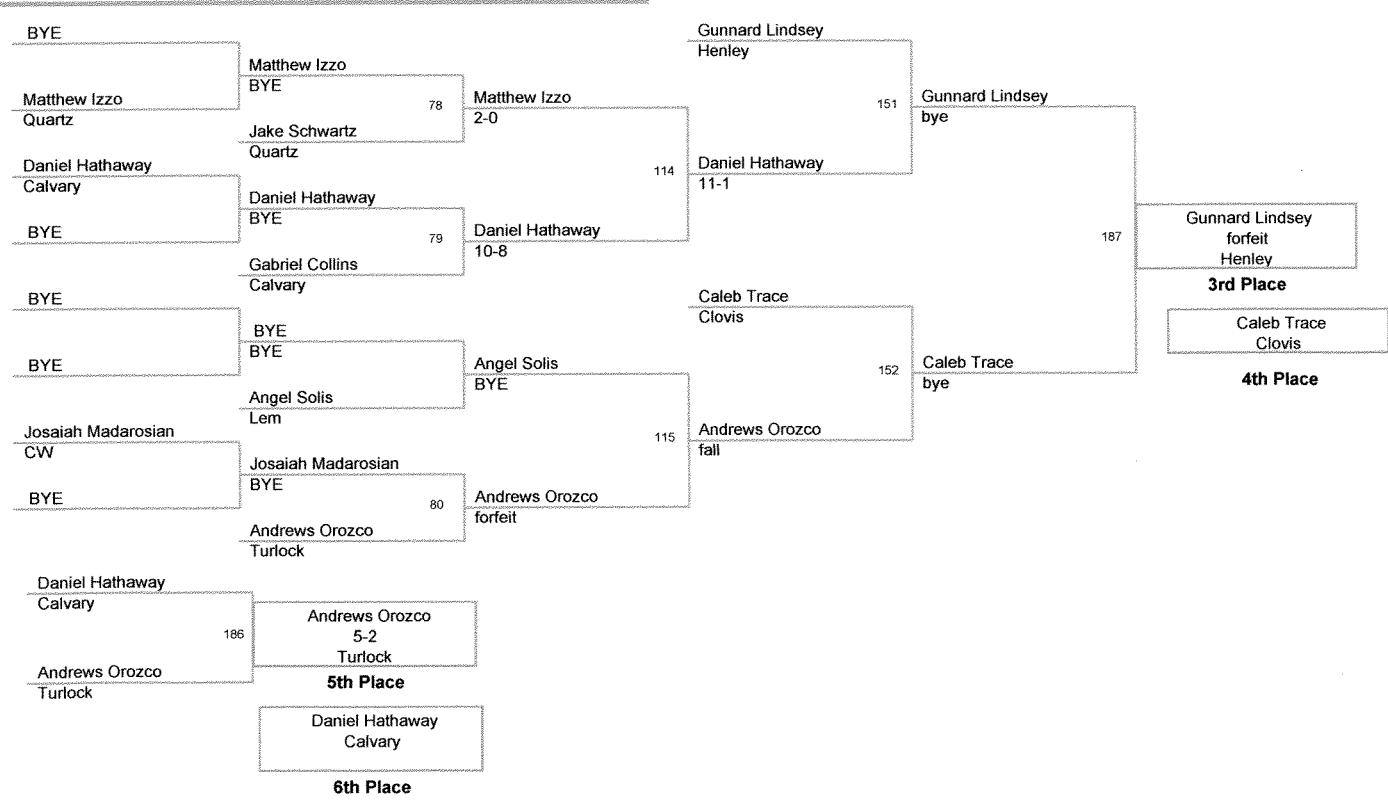 BYE
Matthew Izzo
Quartz
Daniel Hathaway
Calvary
BYE
BYE
BYE
Josaiah Madarosian
CW
BYE
Matthew Izzo
BYE
78
Jake Schwartz
Quartz
Daniel Hathaway
BYE
79
Gabriel Collins
Calvary
BYE
BYE
Angel Solis
Lem
Josaiah Madarosian
BYE
80
Andrews Orozco
Turlock
Matthew Izzo
2-0
114
Daniel Hathaway
10-8
Angel Solis
BYE
115
Andrews Orozco
forfeit
Gunnard Lindsey
Henley
151
Daniel Hathaway
11-1
Caleb Trace
Clovis
152
Andrews Orozco
fall
Gunnard Lindsey
bye
187
Caleb Trace
bye
Gunnard Lindsey
forfeit
Henley
3rd Place
Caleb Trace
Clovis
4th Place
Daniel Hathaway
Calvary
186
Andrews Orozco
Turlock
Andrews Orozco
5-2
Turlock
5th Place
Daniel Hathaway
Calvary
6th Place